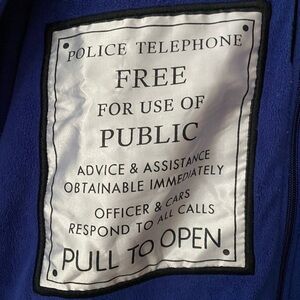 POLICE TELEPHONE
FREE
FOR USE OF
PUBLIC
ADVICE & ASSISTANCE
OBTAINABLE IMMEDIATELY
OFFICER & CARS
RESPOND TO ALL CALLS
PULL TO OPEN